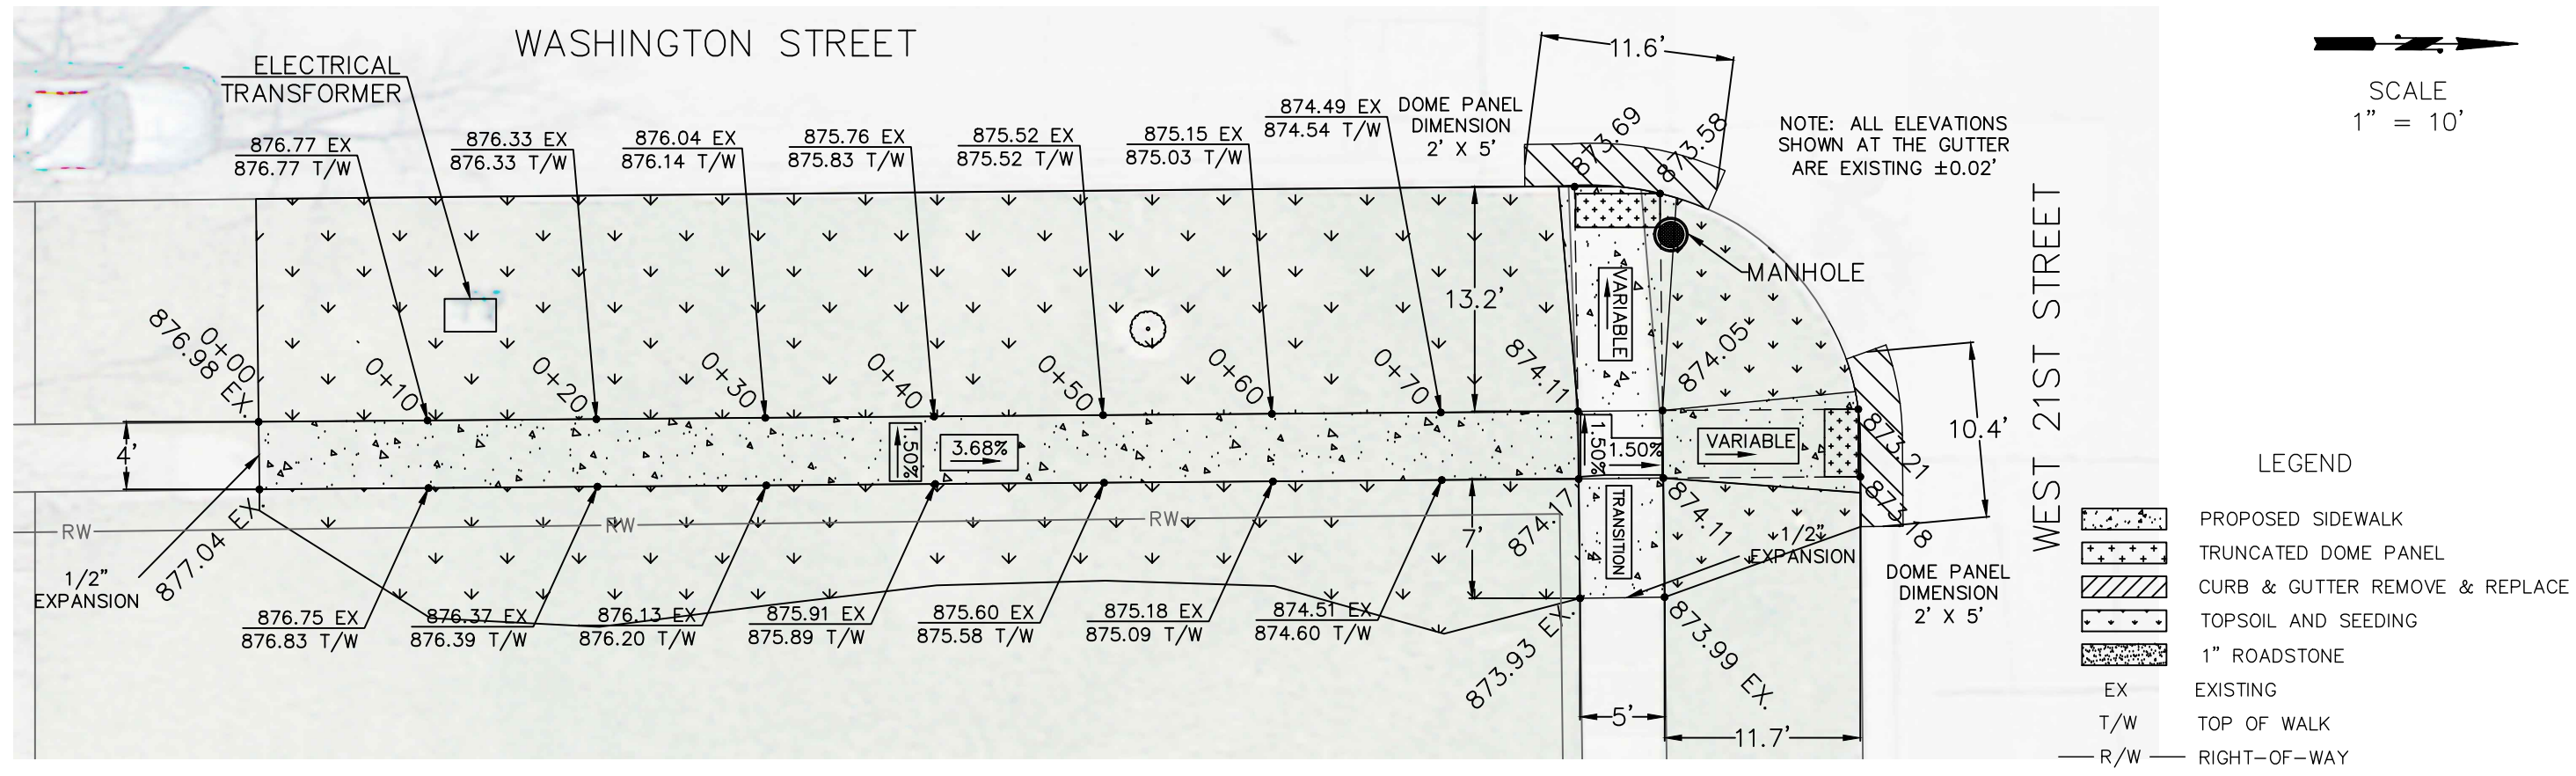 WASHINGTON STREET
ELECTRICAL
TRANSFORMER
11.6'
SCALE
1" = 10'
876.77 EX
876.77 T/W
876.33 EX
876.33 T/W
876.04 EX
876.14 T/W
875.76 EX
875.83 T/W
875.52 EX
875.52 T/W
875.15 EX
875.03 T/W
874.49 EX
874.54 T/W
DOME PANEL
DIMENSION
2' X 5'
873.69
873.58
NOTE: ALL ELEVATIONS
SHOWN AT THE GUTTER
ARE EXISTING ±0.02'
WEST 21ST STREET
MANHOLE
13.2'
VARIABLE
0+00
876.98 EX.
0+10
0+20
0+30
0+40
0+50
0+60
0+70
874.11
874.05
4'
1.50%
3.68%
1.50%
1.50%
VARIABLE
873.21
873.18
10.4'
RW
RW
RW
877.04 EX.
1/2"
EXPANSION
7'
874.17
TRANSITION
874.11
1/2"
EXPANSION
DOME PANEL
DIMENSION
2' X 5'
876.75 EX
876.83 T/W
876.37 EX
876.39 T/W
876.13 EX
876.20 T/W
875.91 EX
875.89 T/W
875.60 EX
875.58 T/W
875.18 EX
875.09 T/W
874.51 EX
874.60 T/W
873.93 EX.
873.99 EX.
5'
11.7'
LEGEND
PROPOSED SIDEWALK
TRUNCATED DOME PANEL
CURB & GUTTER REMOVE & REPLACE
TOPSOIL AND SEEDING
1" ROADSTONE
EX EXISTING
T/W TOP OF WALK
R/W RIGHT-OF-WAY